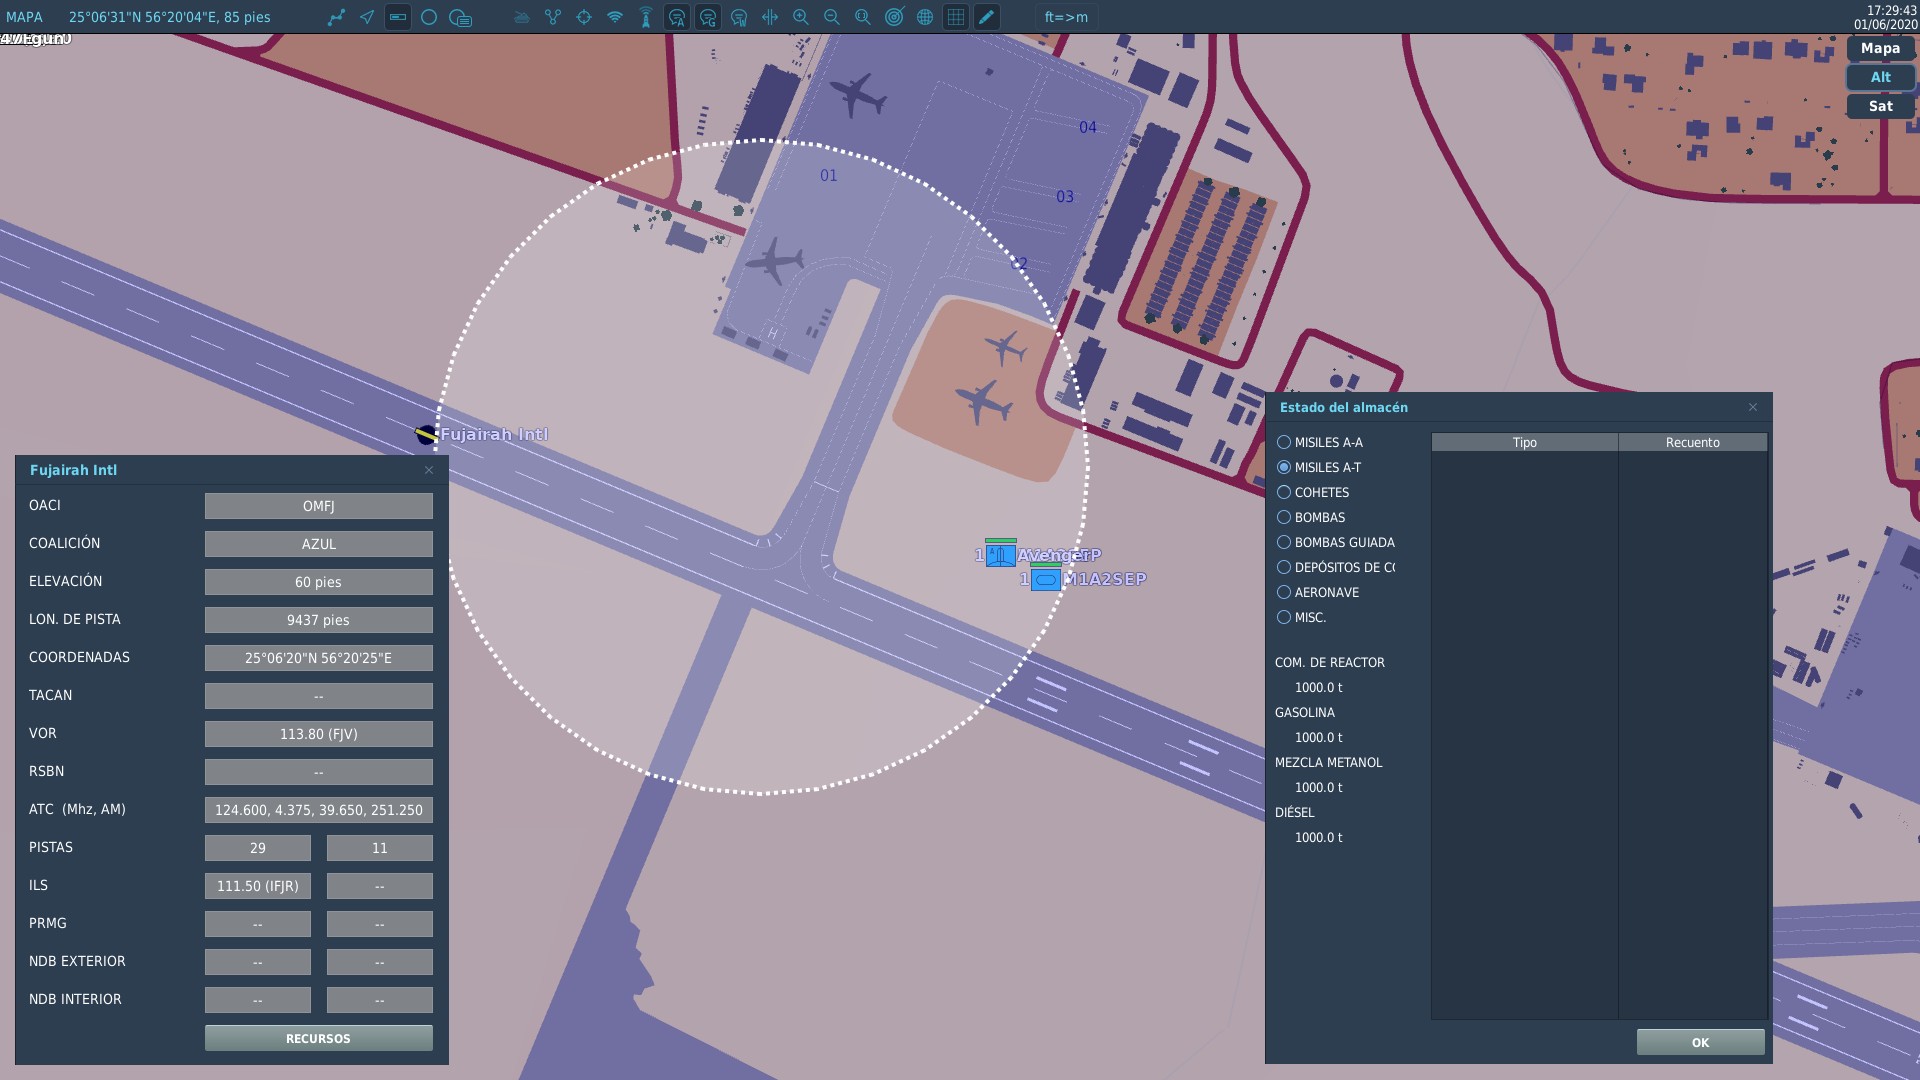 MAPA
25°06'31"N 56°20'04"E, 85 pies
ft=>m
17:29:43
01/06/2020
Mapa
Alt
Sat
04
01
03
02
H
Fujairah Intl
1 Avenger
1 M1A2SEP
Fujairah Intl
OACI OMFJ
COALICIÓN AZUL
ELEVACIÓN 60 pies
LON. DE PISTA 9437 pies
COORDENADAS 25°06'20"N 56°20'25"E
TACAN --
VOR 113.80 (FJV)
RSBN --
ATC (Mhz, AM) 124.600, 4.375, 39.650, 251.250
PISTAS 29 11
ILS 111.50 (IFJR) --
PRMG -- --
NDB EXTERIOR -- --
NDB INTERIOR -- --
RECURSOS
Estado del almacén
Tipo Recuento
MISILES A-A
MISILES A-T
COHETES
BOMBAS
BOMBAS GUIADA
DEPÓSITOS DE CO
AERONAVE
MISC.
COM. DE REACTOR
1000.0 t
GASOLINA
1000.0 t
MEZCLA METANOL
1000.0 t
DIÉSEL
1000.0 t
OK